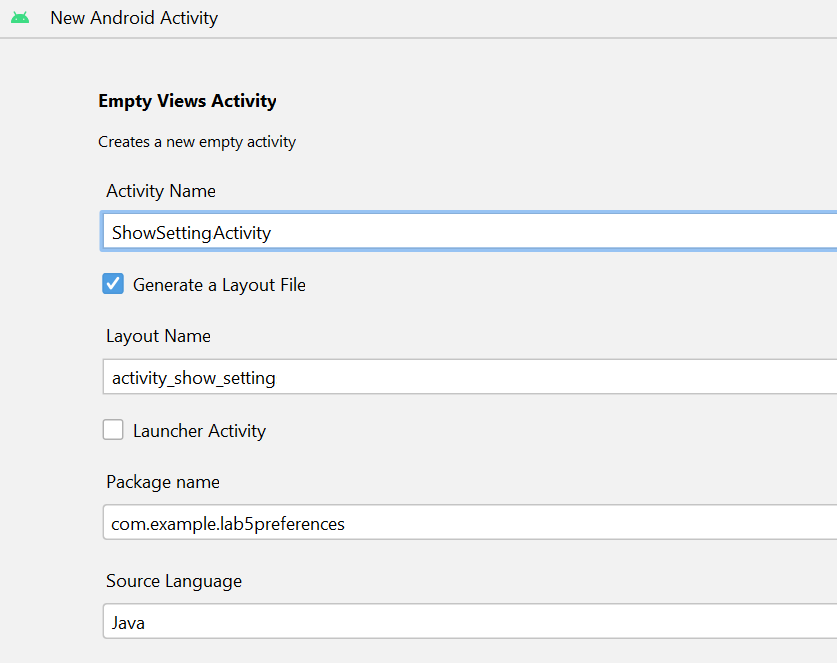 New Android Activity
Empty Views Activity
Creates a new empty activity
Activity Name
ShowSettingActivity
Generate a Layout File
Layout Name
activity_show_setting
Launcher Activity
Package name
com.example.lab5preferences
Source Language
Java